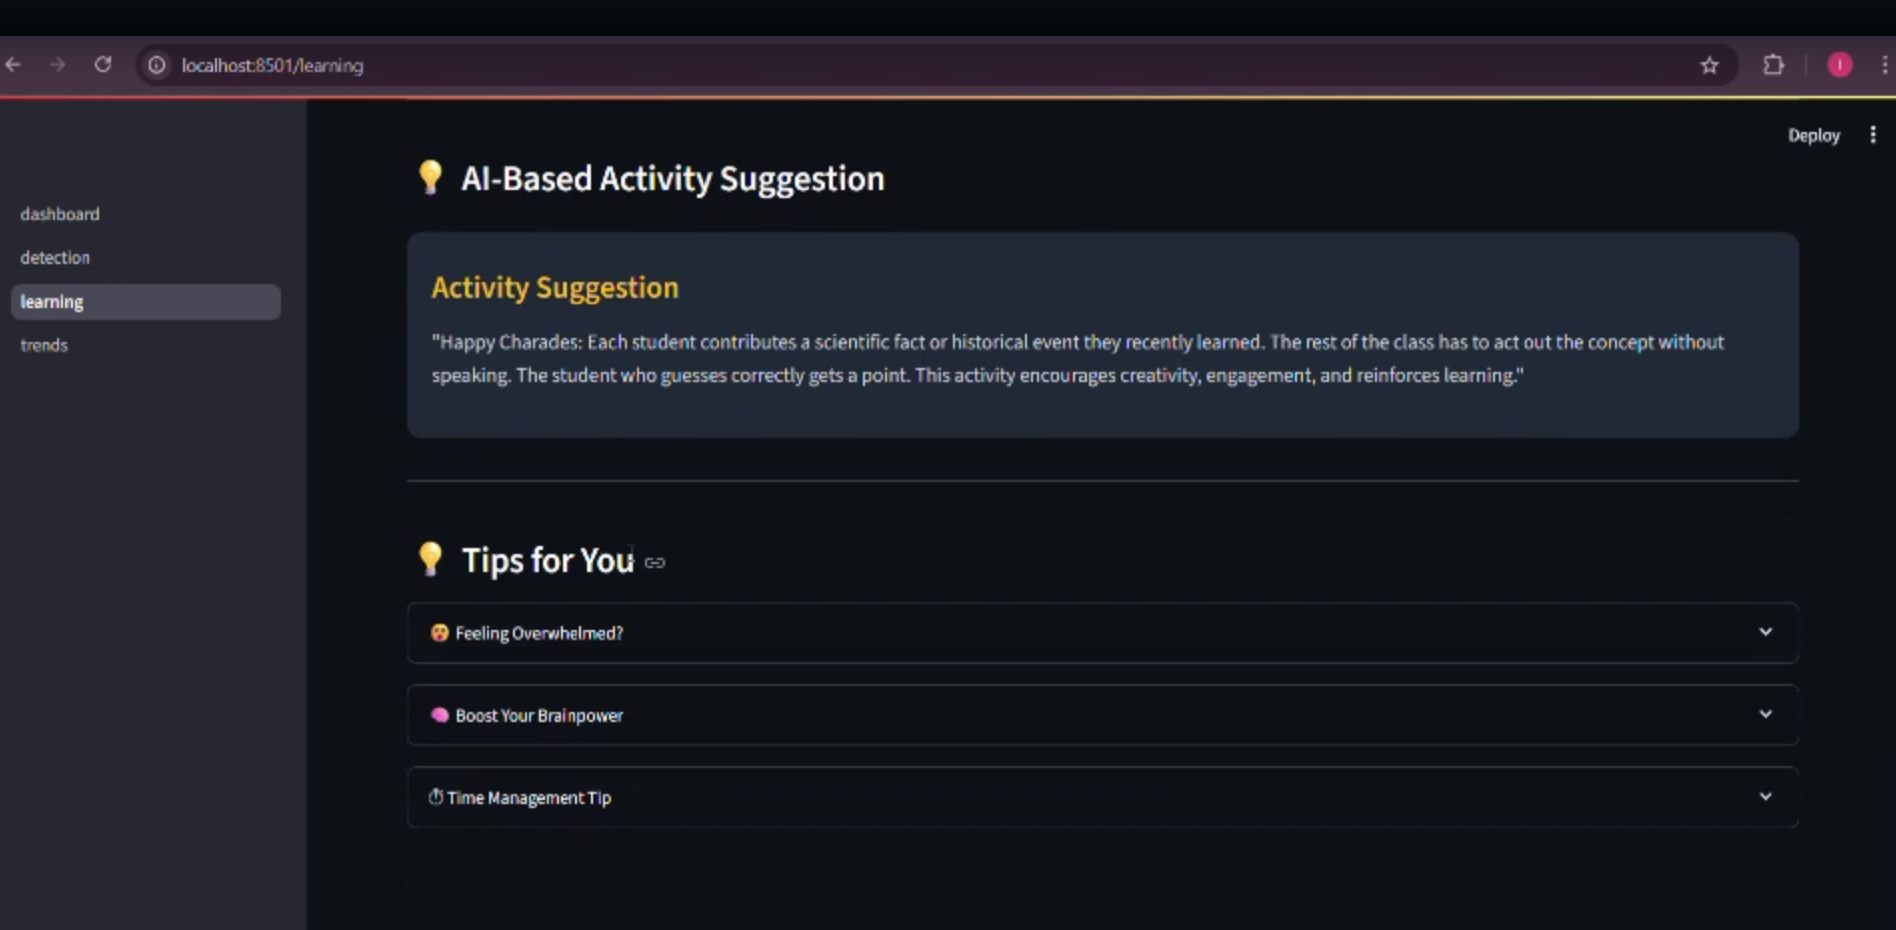 localhost:8501/learning
Deploy
dashboard
detection
learning
trends
💡 AI-Based Activity Suggestion
Activity Suggestion
"Happy Charades: Each student contributes a scientific fact or historical event they recently learned. The rest of the class has to act out the concept without
speaking. The student who guesses correctly gets a point. This activity encourages creativity, engagement, and reinforces learning."
💡 Tips for You
😵 Feeling Overwhelmed?
🧠 Boost Your Brainpower
⏱ Time Management Tip